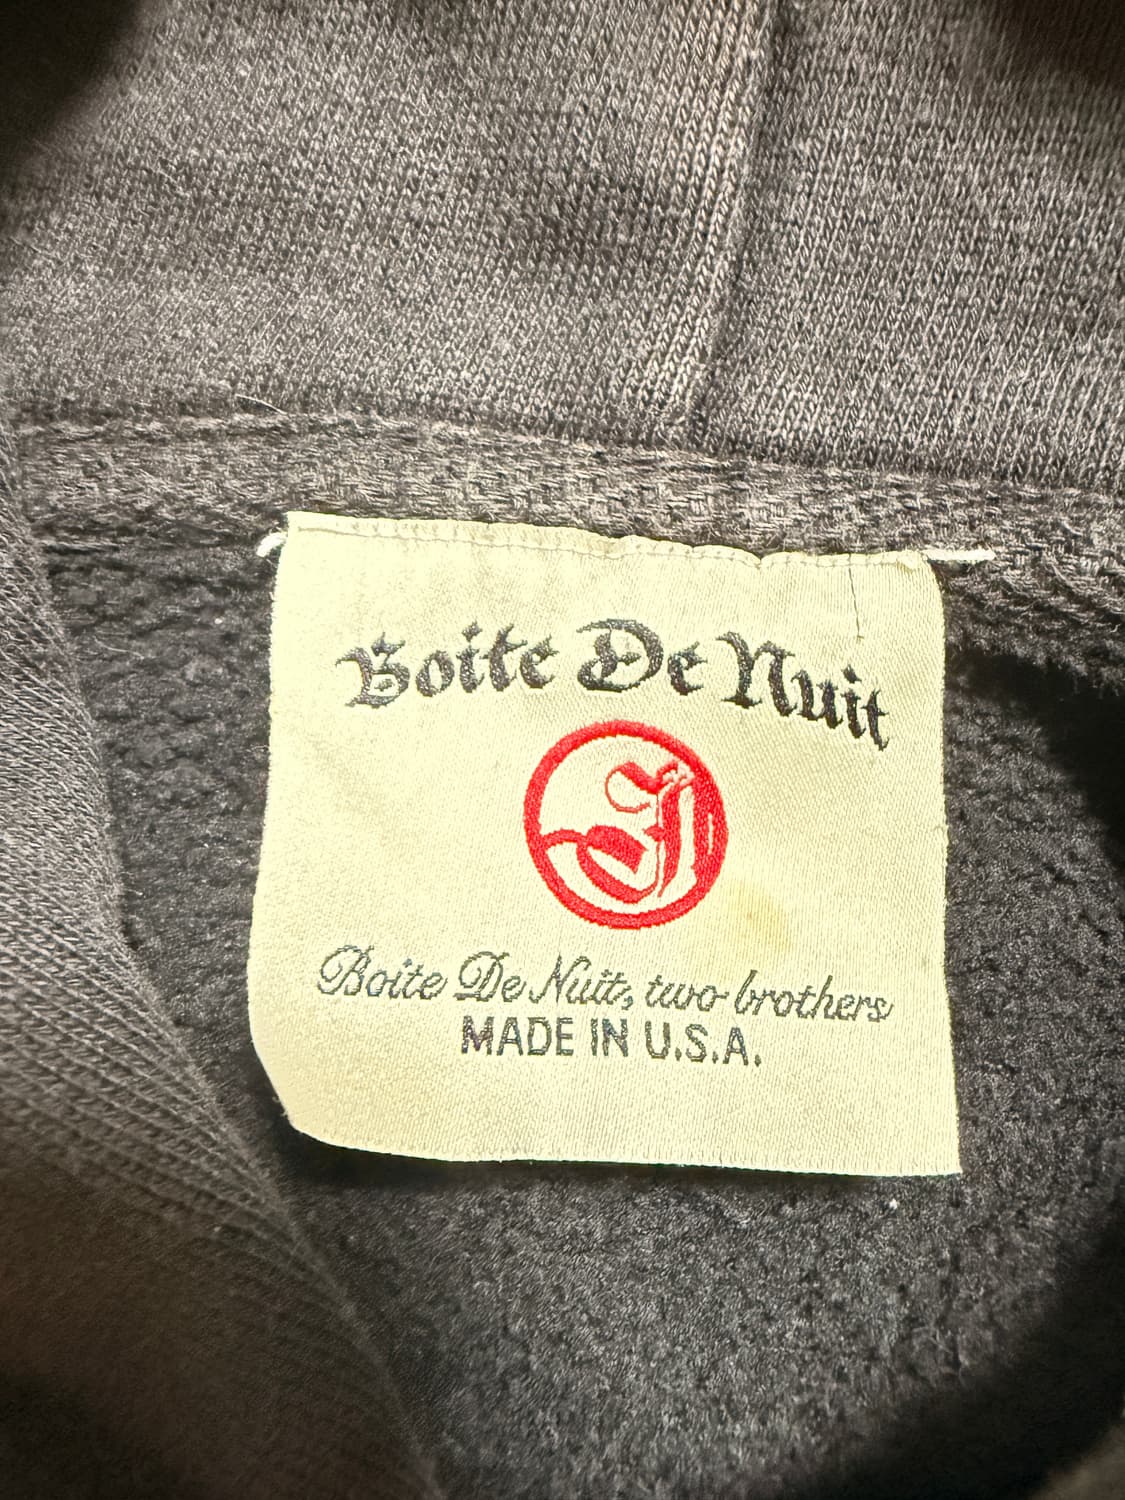 Boite De Nuit
J
Boite De Nuit, two brothers
MADE IN U.S.A.